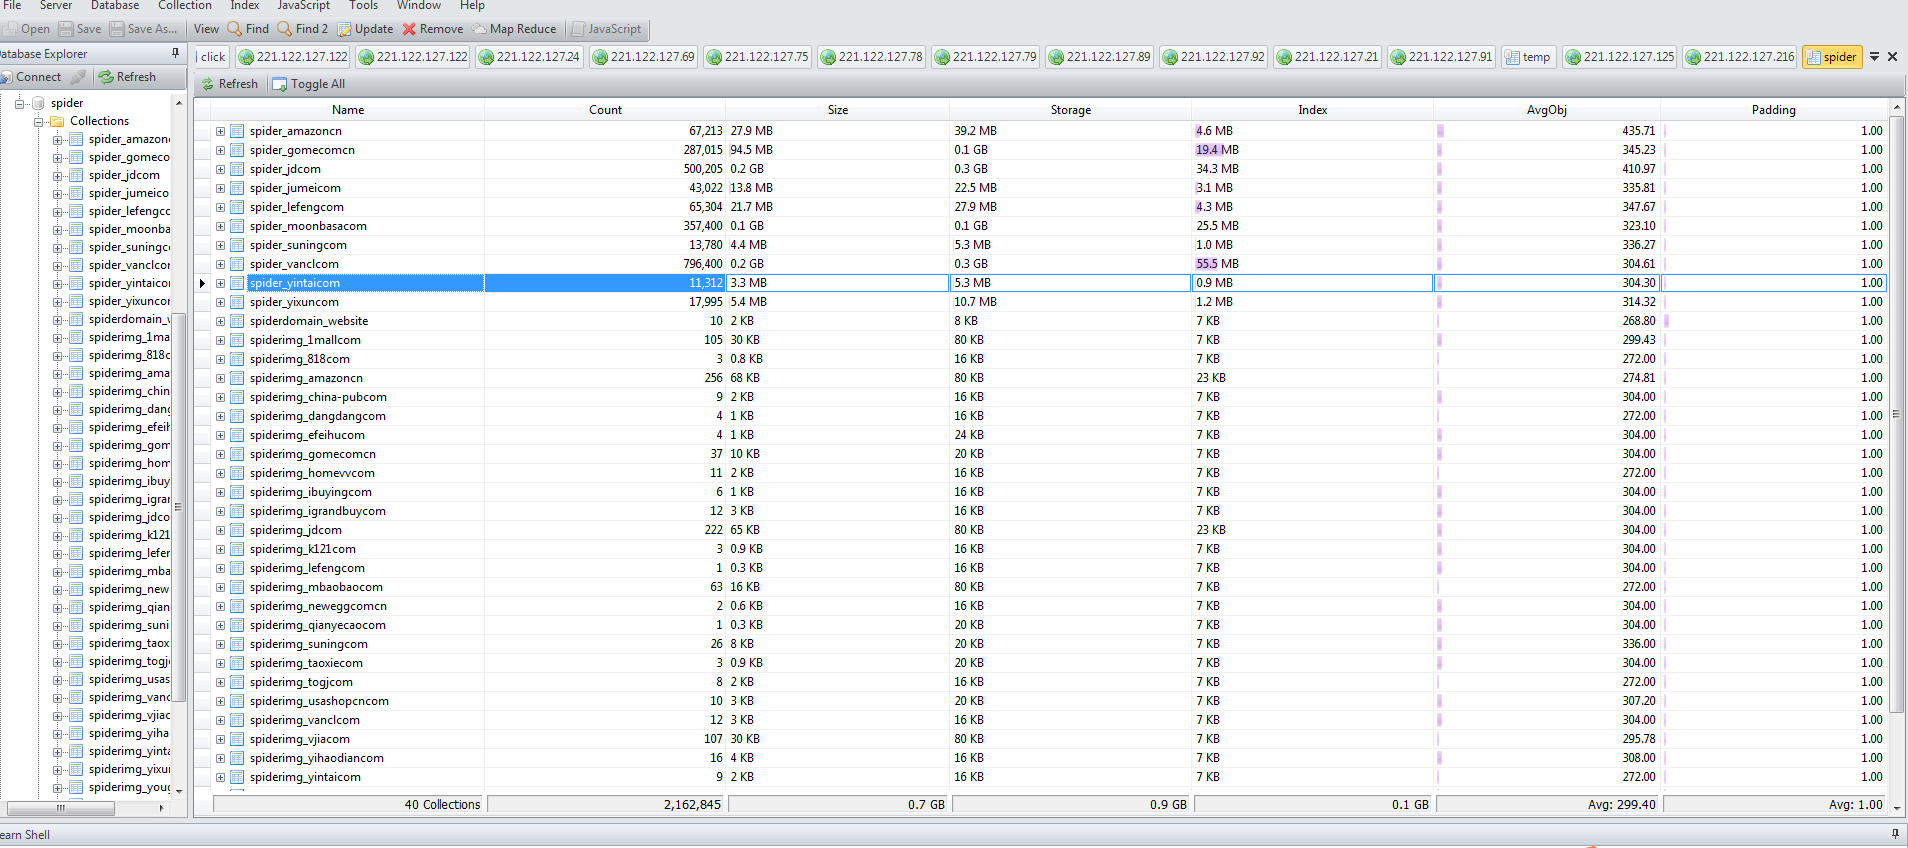 File Server Database Collection Index JavaScript Tools Window Help
Open Save Save As... View Find Find 2 Update Remove Map Reduce JavaScript
Database Explorer
click 221.122.127.122 221.122.127.122 221.122.127.24 221.122.127.69 221.122.127.75 221.122.127.78 221.122.127.79 221.122.127.89 221.122.127.92 221.122.127.21 221.122.127.91 temp 221.122.127.125 221.122.127.216 spider
Connect Refresh
Refresh Toggle All
spider
Collections
spider_amazoncn
spider_gomeco
spider_jdcom
spider_jumeico
spider_lefengcc
spider_moonba
spider_suningc
spider_vanclcor
spider_yintaicor
spider_yixuncor
spiderdomain_v
spiderimg_1ma
spiderimg_818c
spiderimg_ama
spiderimg_chin
spiderimg_dang
spiderimg_efeih
spiderimg_gom
spiderimg_hom
spiderimg_ibuy
spiderimg_igra
spiderimg_jdco
spiderimg_k121
spiderimg_lefer
spiderimg_mba
spiderimg_new
spiderimg_qian
spiderimg_suni
spiderimg_taox
spiderimg_togj
spiderimg_usas
spiderimg_vanc
spiderimg_vjiac
spiderimg_yiha
spiderimg_yinta
spiderimg_yixu
spiderimg_youg
Name Count Size Storage Index AvgObj Padding
spider_amazoncn 67,213 27.9 MB 39.2 MB 4.6 MB 435.71 1.00
spider_gomecomcn 287,015 94.5 MB 0.1 GB 19.4 MB 345.23 1.00
spider_jdcom 500,205 0.2 GB 0.3 GB 34.3 MB 410.97 1.00
spider_jumeicom 43,022 13.8 MB 22.5 MB 3.1 MB 335.81 1.00
spider_lefengcom 65,304 21.7 MB 27.9 MB 4.3 MB 347.67 1.00
spider_moonbasacom 357,400 0.1 GB 0.1 GB 25.5 MB 323.10 1.00
spider_suningcom 13,780 4.4 MB 5.3 MB 1.0 MB 336.27 1.00
spider_vanclcom 796,400 0.2 GB 0.3 GB 55.5 MB 304.61 1.00
spider_yintaicom 11,312 3.3 MB 5.3 MB 0.9 MB 304.30 1.00
spider_yixuncom 17,995 5.4 MB 10.7 MB 1.2 MB 314.32 1.00
spiderdomain_website 10 2 KB 8 KB 7 KB 268.80 1.00
spiderimg_1mallcom 105 30 KB 80 KB 7 KB 299.43 1.00
spiderimg_818com 3 0.8 KB 16 KB 7 KB 272.00 1.00
spiderimg_amazoncn 256 68 KB 80 KB 23 KB 274.81 1.00
spiderimg_china-pubcom 9 2 KB 16 KB 7 KB 304.00 1.00
spiderimg_dangdangcom 4 1 KB 16 KB 7 KB 272.00 1.00
spiderimg_efeihucom 4 1 KB 24 KB 7 KB 304.00 1.00
spiderimg_gomecomcn 37 10 KB 20 KB 7 KB 304.00 1.00
spiderimg_homevvcom 11 2 KB 16 KB 7 KB 272.00 1.00
spiderimg_ibuyingcom 6 1 KB 16 KB 7 KB 304.00 1.00
spiderimg_igrandbuycom 12 3 KB 16 KB 7 KB 304.00 1.00
spiderimg_jdcom 222 65 KB 80 KB 23 KB 304.00 1.00
spiderimg_k121com 3 0.9 KB 16 KB 7 KB 304.00 1.00
spiderimg_lefengcom 1 0.3 KB 16 KB 7 KB 304.00 1.00
spiderimg_mbaobaocom 63 16 KB 80 KB 7 KB 272.00 1.00
spiderimg_neweggcomcn 2 0.6 KB 16 KB 7 KB 304.00 1.00
spiderimg_qianyecaocom 1 0.3 KB 20 KB 7 KB 304.00 1.00
spiderimg_suningcom 26 8 KB 20 KB 7 KB 336.00 1.00
spiderimg_taoxiecom 3 0.9 KB 20 KB 7 KB 304.00 1.00
spiderimg_togjcom 8 2 KB 16 KB 7 KB 272.00 1.00
spiderimg_usashopcncom 10 3 KB 20 KB 7 KB 307.20 1.00
spiderimg_vanclcom 12 3 KB 16 KB 7 KB 304.00 1.00
spiderimg_vjiacom 107 30 KB 80 KB 7 KB 295.78 1.00
spiderimg_yihaodiancom 16 4 KB 16 KB 7 KB 308.00 1.00
spiderimg_yintaicom 9 2 KB 16 KB 7 KB 272.00 1.00
40 Collections 2,162,845 0.7 GB 0.9 GB 0.1 GB Avg: 299.40 Avg: 1.00
earn Shell